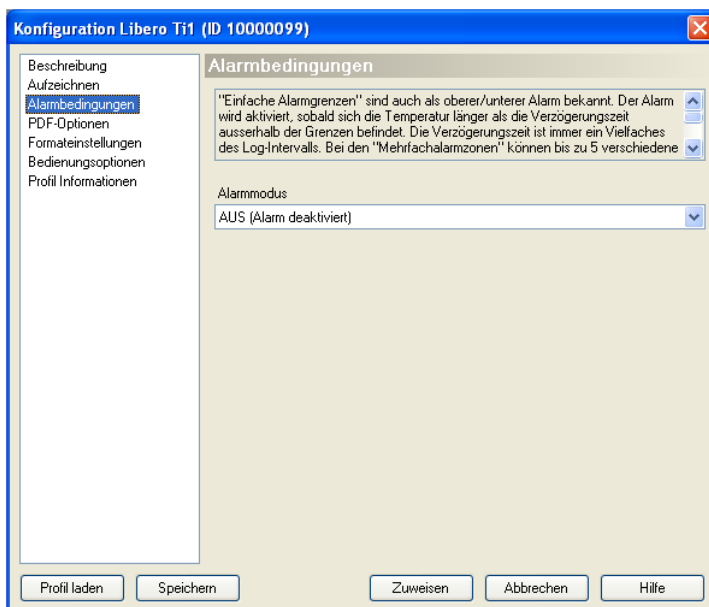 Konfiguration Libero Ti1 (ID 10000099)
Beschreibung
Aufzeichnen
Alarmbedingungen
PDF-Optionen
Formateinstellungen
Bedienungsoptionen
Profil Informationen
Alarmbedingungen
"Einfache Alarmgrenzen" sind auch als oberer/unterer Alarm bekannt. Der Alarm
wird aktiviert, sobald sich die Temperatur länger als die Verzögerungszeit
ausserhalb der Grenzen befindet. Die Verzögerungszeit ist immer ein Vielfaches
des Log-Intervalls. Bei den "Mehrfachalarmzonen" können bis zu 5 verschiedene
Alarmmodus
AUS (Alarm deaktiviert)
Profil laden
Speichern
Zuweisen
Abbrechen
Hilfe